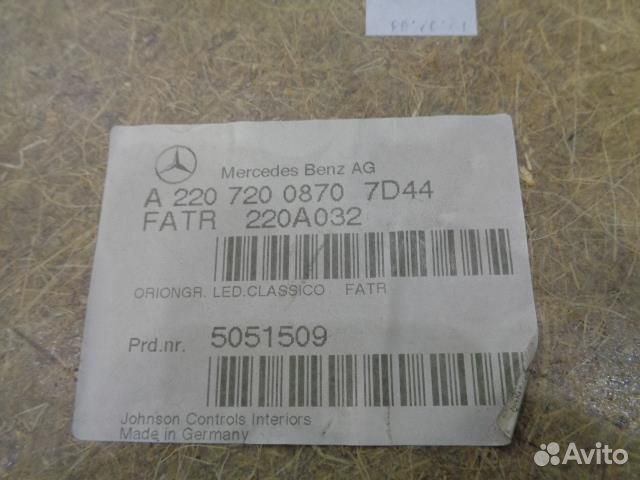 Mercedes Benz AG
A 220 720 0870 7D44
FATR 220A032
ORIONGR. LED.CLASSICO FATR
Prd.nr. 5051509
Johnson Controls Interiors
Made in Germany
Avito